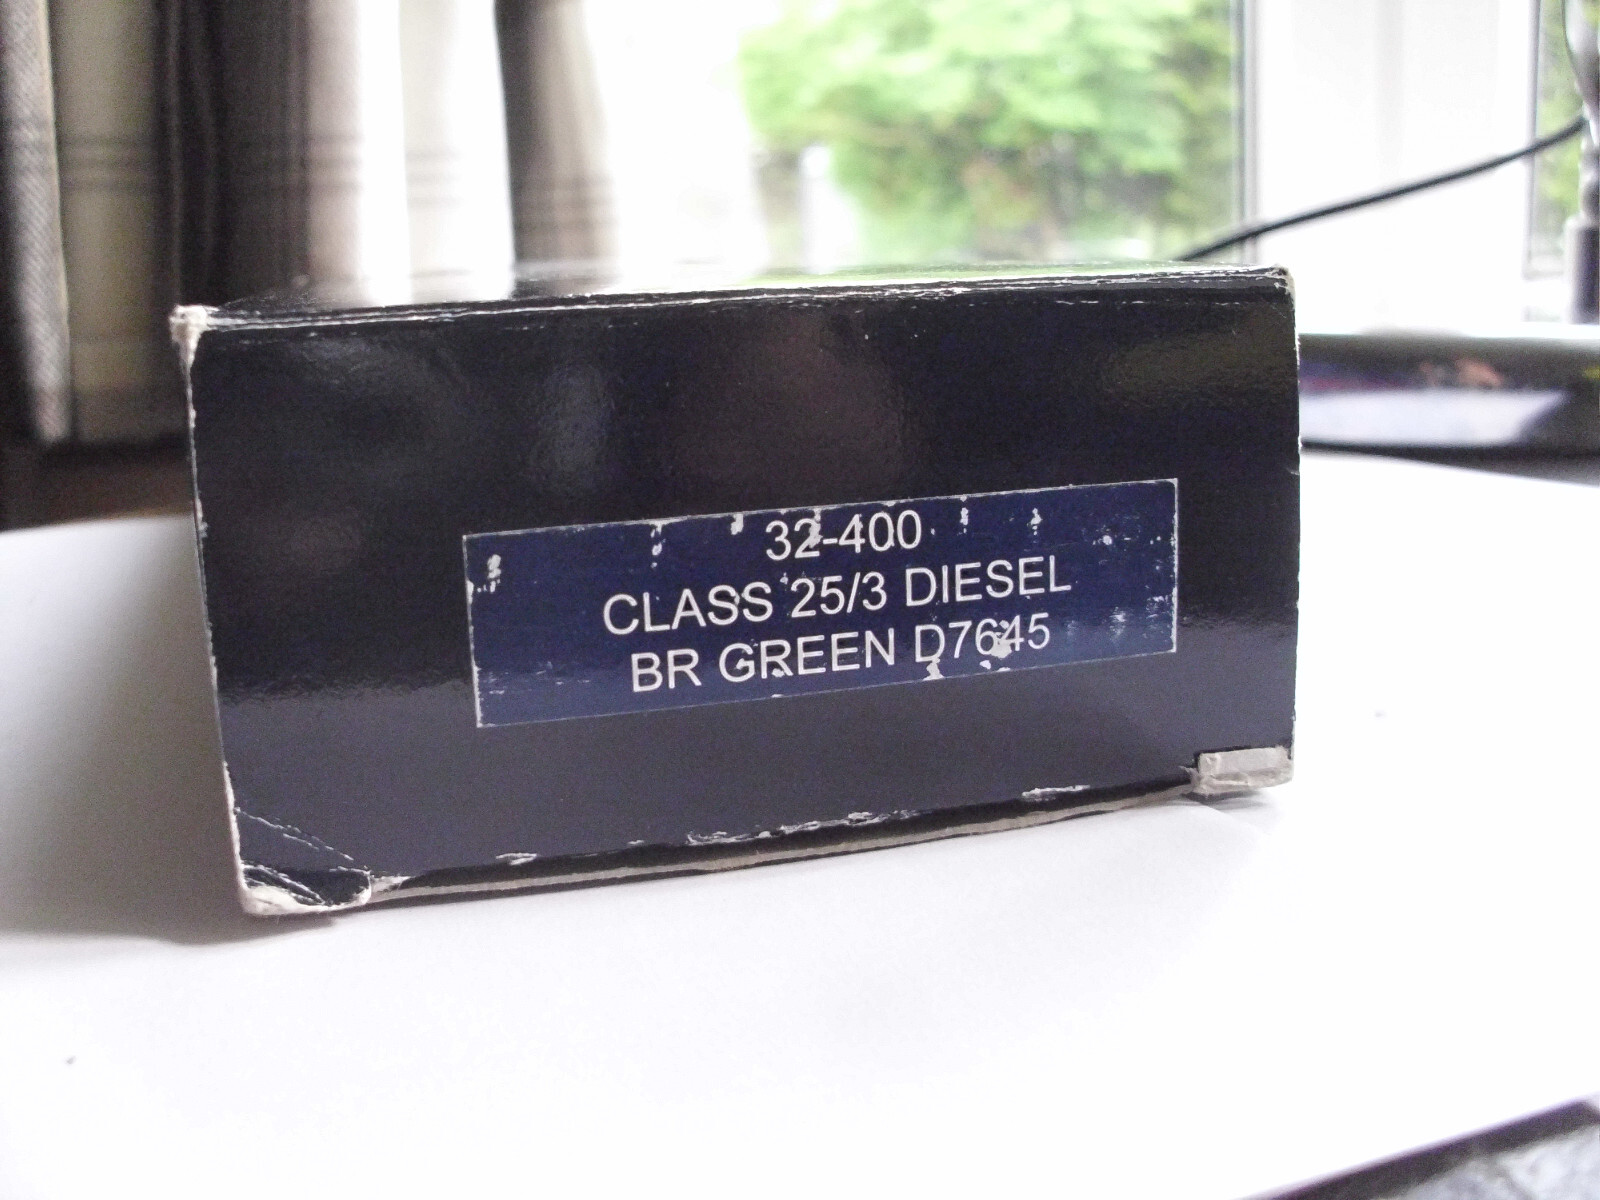 32-400
CLASS 25/3 DIESEL
BR GREEN D7645